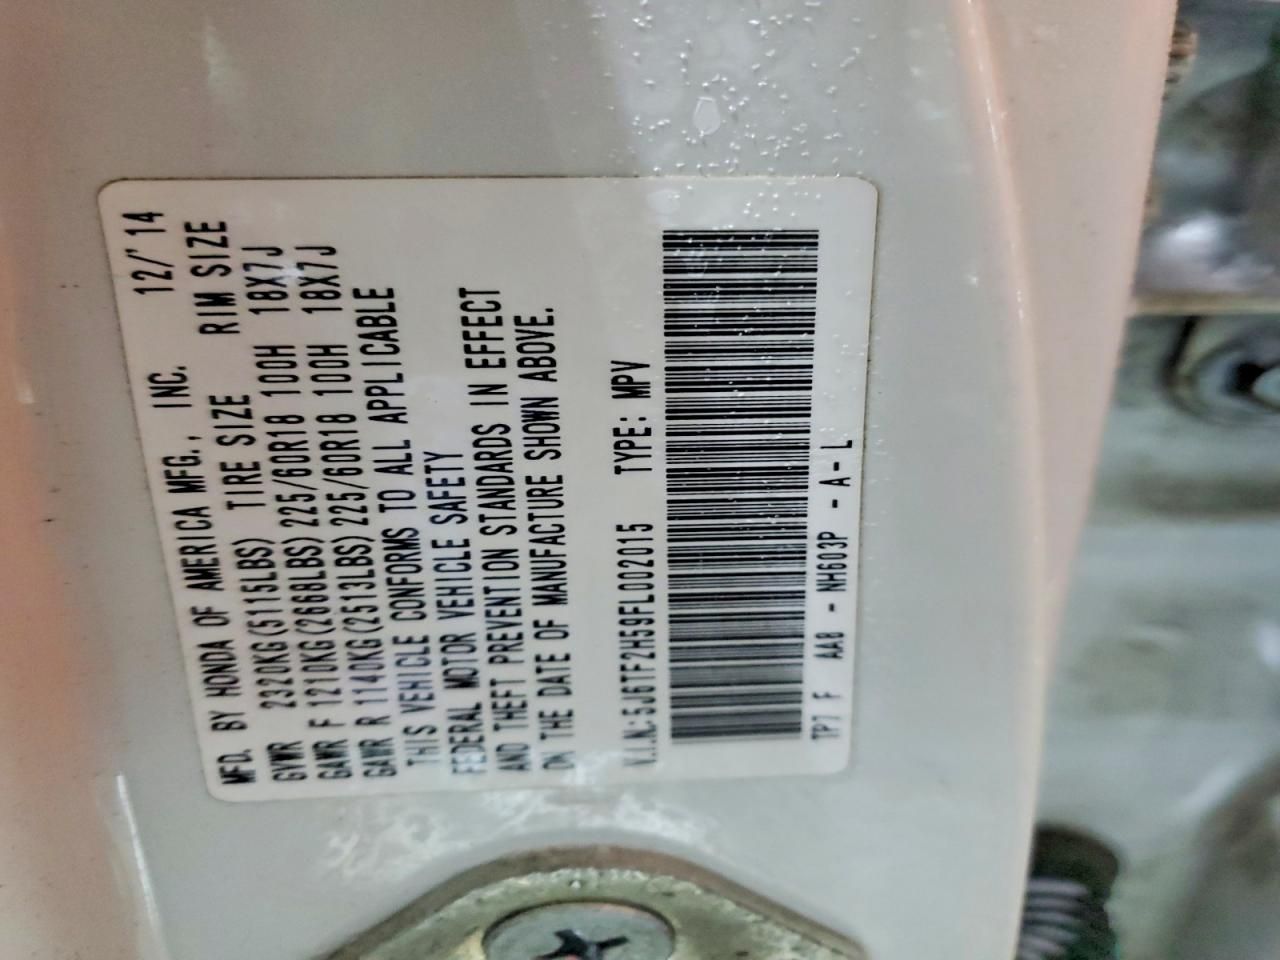 MFD. BY HONDA OF AMERICA MFG., INC. 12/'14
GVWR 2320KG(5115LBS) TIRE SIZE RIM SIZE
GAWR F 1210KG(2668LBS) 225/60R18 100H 18X7J
GAWR R 1140KG(2513LBS) 225/60R18 100H 18X7J
THIS VEHICLE CONFORMS TO ALL APPLICABLE
FEDERAL MOTOR VEHICLE SAFETY
AND THEFT PREVENTION STANDARDS IN EFFECT
ON THE DATE OF MANUFACTURE SHOWN ABOVE.
V.I.N.:5J6TF2H59FL002015 TYPE: MPV
TP7 F AA8 - NH603P - A - L